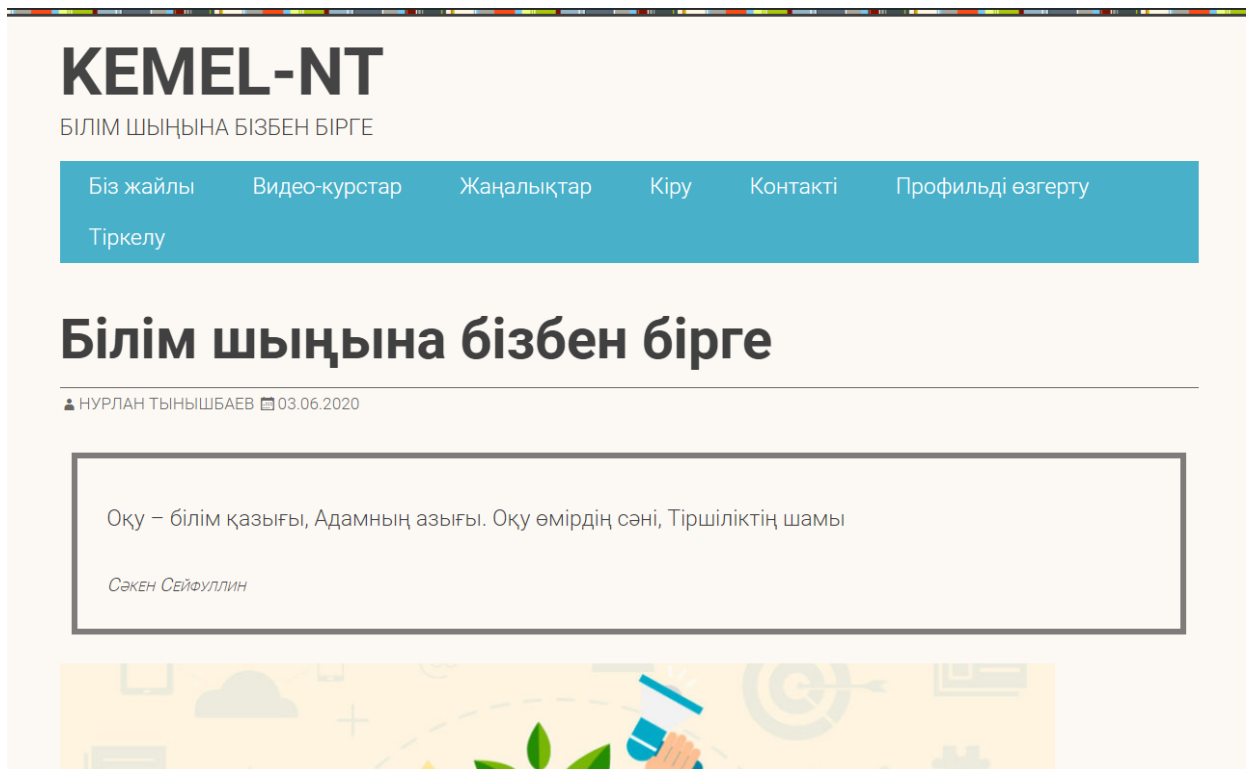 KEMEL-NT
БІЛІМ ШЫҢЫНА БІЗБЕН БІРГЕ
Біз жайлы Видео-курстар Жаңалықтар Кіру Контакті Профильді өзгерту
Тіркелу
Білім шыңына бізбен бірге
НУРЛАН ТЫНЫШБАЕВ 03.06.2020
Оқу – білім қазығы, Адамның азығы. Оқу өмірдің сәні, Тіршіліктің шамы
Сәкен Сейфуллин